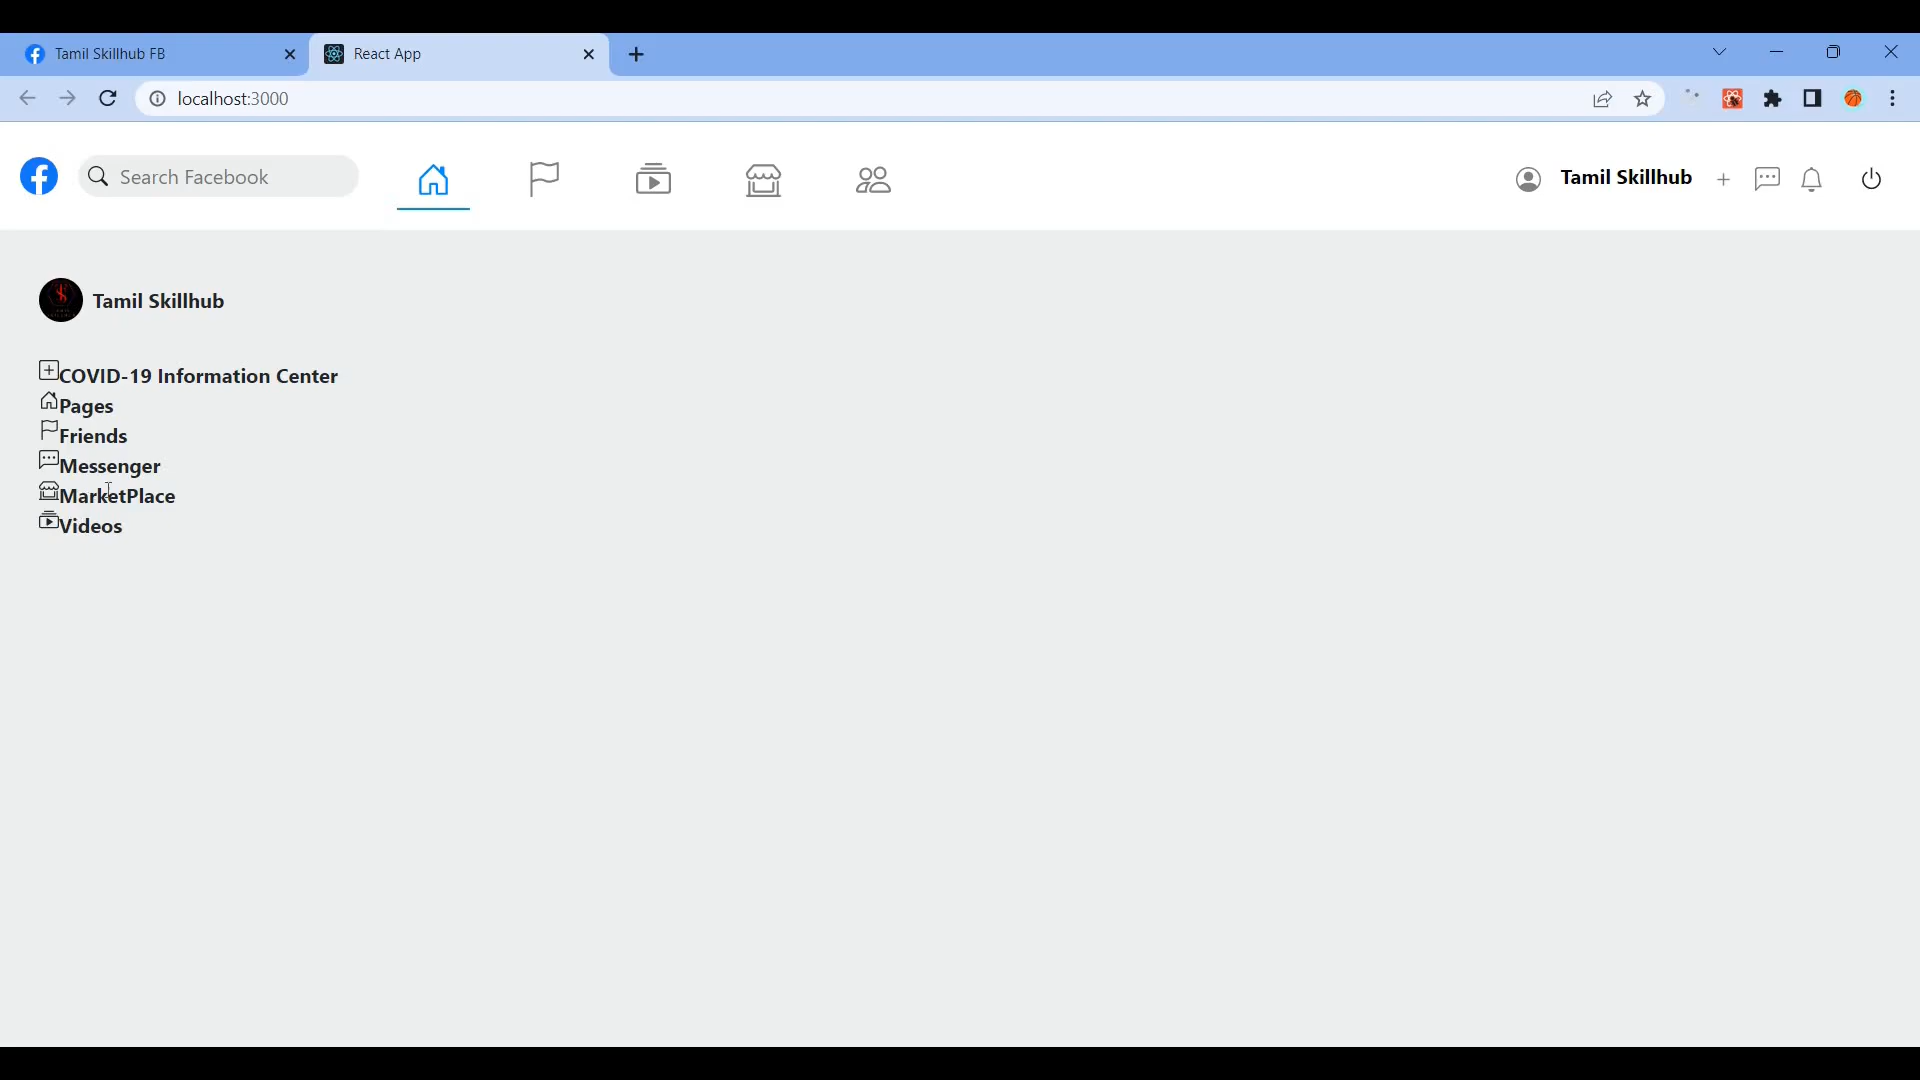 Tamil Skillhub FB
React App
localhost:3000
Search Facebook
Tamil Skillhub
Tamil Skillhub
COVID-19 Information Center
Pages
Friends
Messenger
MarketPlace
Videos